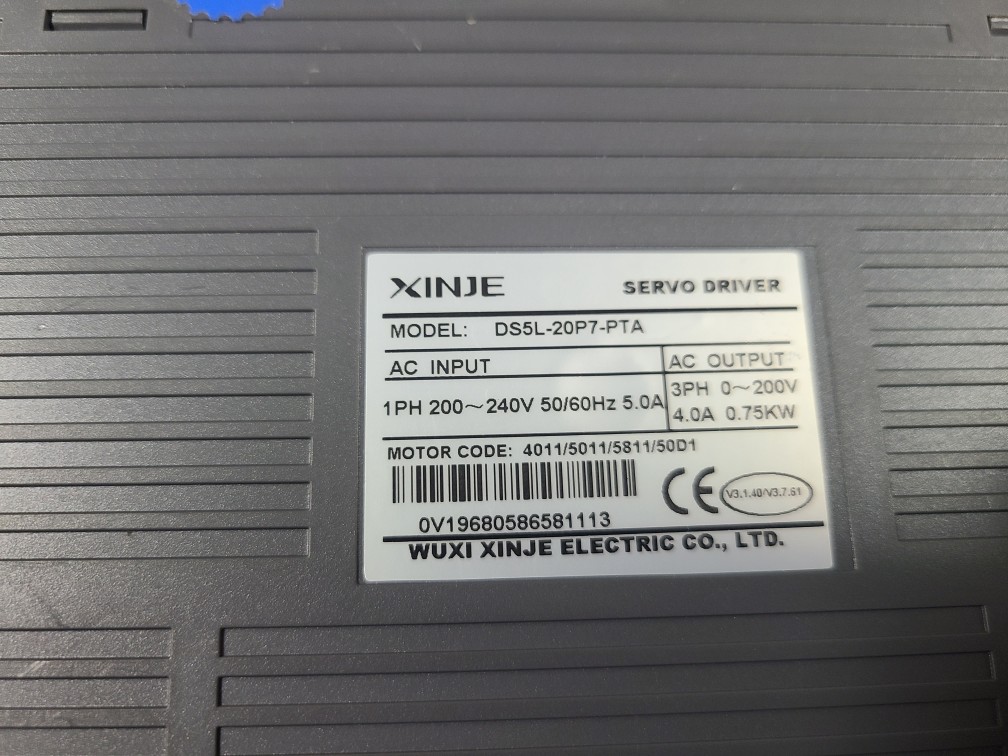 XINJE SERVO DRIVER
MODEL: DS5L-20P7-PTA
AC INPUT
AC OUTPUT
1PH 200～240V 50/60Hz 5.0A
3PH 0～200V
4.0A 0.75KW
MOTOR CODE: 4011/5011/5811/50D1
CE
V3.1.40/V3.7.61
0V19680586581113
WUXI XINJE ELECTRIC CO., LTD.